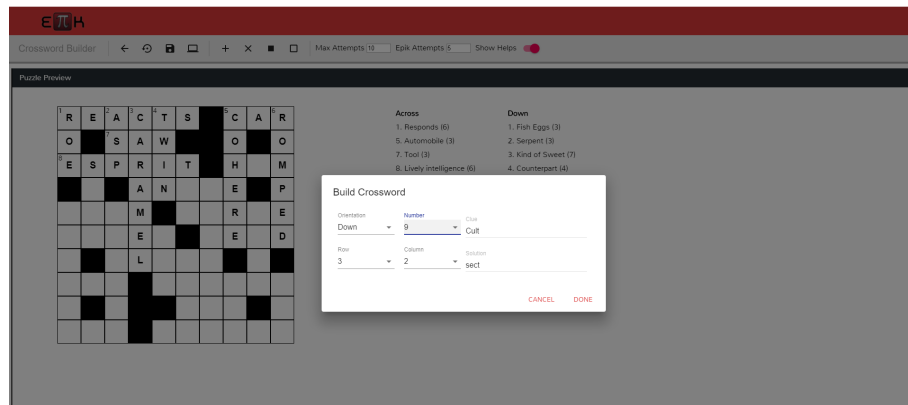 EπK
Crossword Builder Max Attempts 10 Epik Attempts 5 Show Helps
Puzzle Preview
1 R E 2 A 3 C 4 T S 5 C A 6 R
O 7 S A W O O
8 E S P R I T H M
A N E P
M R E
E E D
L
Across
1. Responds (6)
5. Automobile (3)
7. Tool (3)
8. Lively intelligence (6)
Down
1. Fish Eggs (3)
2. Serpent (3)
3. Kind of Sweet (7)
4. Counterpart (4)
Build Crossword
Orientation Number Clue
Down 9 Cult
Row Column Solution
3 2 sect
CANCEL DONE